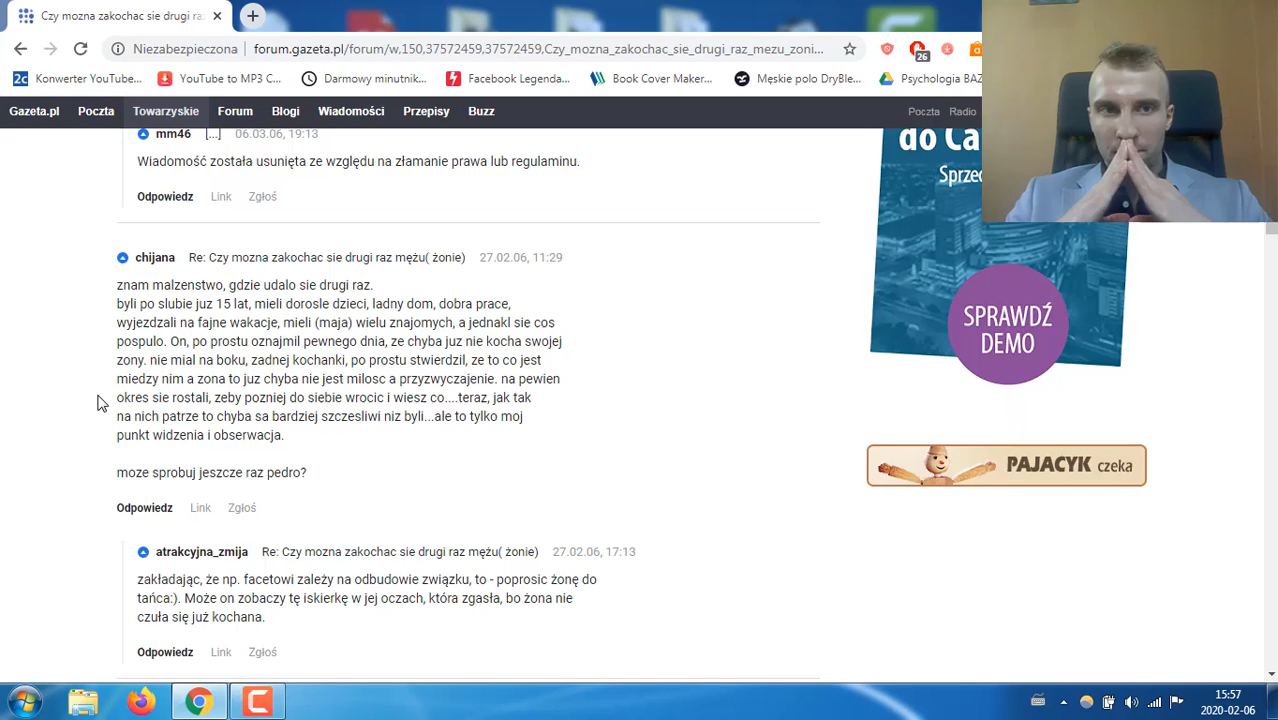 Czy mozna zakochac sie drugi raz
Niezabezpieczona
forum.gazeta.pl/forum/w,150,37572459,37572459,Czy_mozna_zakochac_sie_drugi_raz_mezu_zoni...
26
2c Konwerter YouTube...
YouTube to MP3 C...
Darmowy minutnik...
Facebook Legenda...
Book Cover Maker...
Męskie polo DryBle...
Psychologia BAZ
Gazeta.pl
Poczta
Towarzyskie
Forum
Blogi
Wiadomości
Przepisy
Buzz
Poczta
Radio
mm46 [...] 06.03.06, 19:13
Wiadomość została usunięta ze względu na złamanie prawa lub regulaminu.
Odpowiedz Link Zgłoś
chijana Re: Czy mozna zakochac sie drugi raz mężu( żonie) 27.02.06, 11:29
znam malzenstwo, gdzie udalo sie drugi raz.
byli po slubie juz 15 lat, mieli dorosle dzieci, ladny dom, dobra prace,
wyjezdzali na fajne wakacje, mieli (maja) wielu znajomych, a jednakl sie cos
pospulo. On, po prostu oznajmil pewnego dnia, ze chyba juz nie kocha swojej
zony. nie mial na boku, zadnej kochanki, po prostu stwierdzil, ze to co jest
miedzy nim a zona to juz chyba nie jest milosc a przyzwyczajenie. na pewien
okres sie rostali, zeby pozniej do siebie wrocic i wiesz co....teraz, jak tak
na nich patrze to chyba sa bardziej szczesliwi niz byli...ale to tylko moj
punkt widzenia i obserwacja.
moze sprobuj jeszcze raz pedro?
Odpowiedz Link Zgłoś
atrakcyjna_zmija Re: Czy mozna zakochac sie drugi raz mężu( żonie) 27.02.06, 17:13
zakładając, że np. facetowi zależy na odbudowie związku, to - poprosic żonę do
tańca:). Może on zobaczy tę iskierkę w jej oczach, która zgasła, bo żona nie
czuła się już kochana.
Odpowiedz Link Zgłoś
do Ca
Sprze
SPRAWDŹ
DEMO
PAJACYK czeka
15:57
2020-02-06